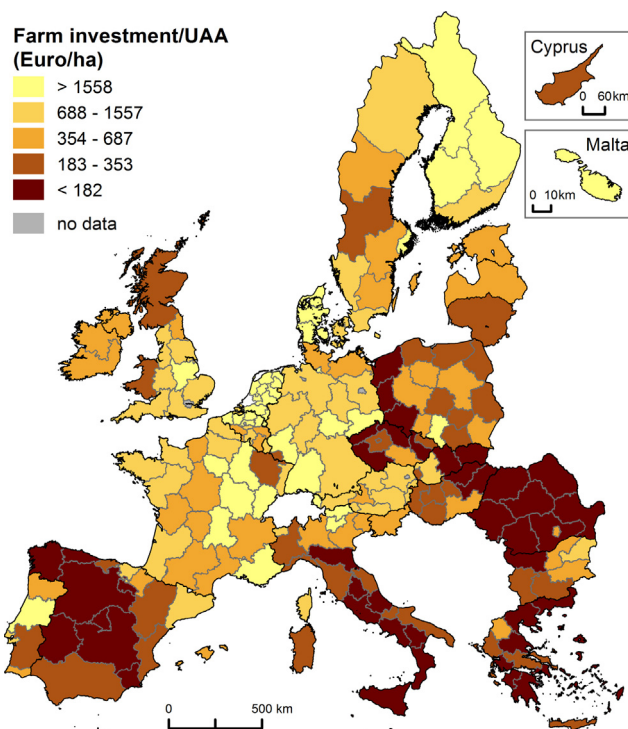 Farm investment/UAA
(Euro/ha)
> 1558
688 - 1557
354 - 687
183 - 353
< 182
no data
Cyprus
0 60km
Malta
0 10km
0 500 km